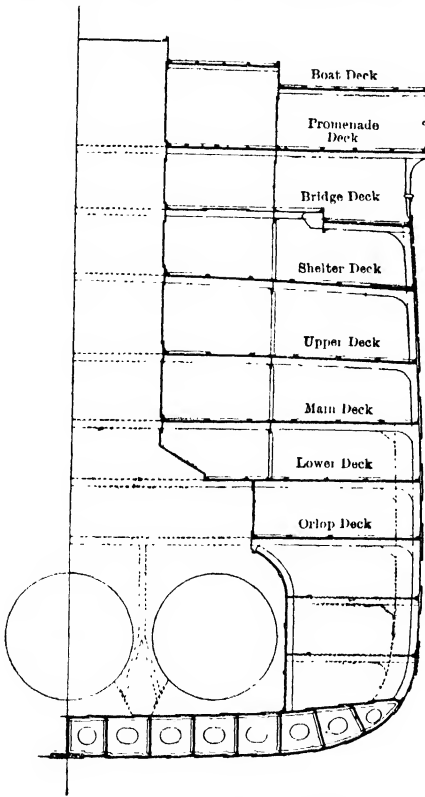 Boat Deck
Promenade
Deck
Bridge Deck
Shelter Deck
Upper Deck
Main Deck
Lower Deck
Orlop Deck